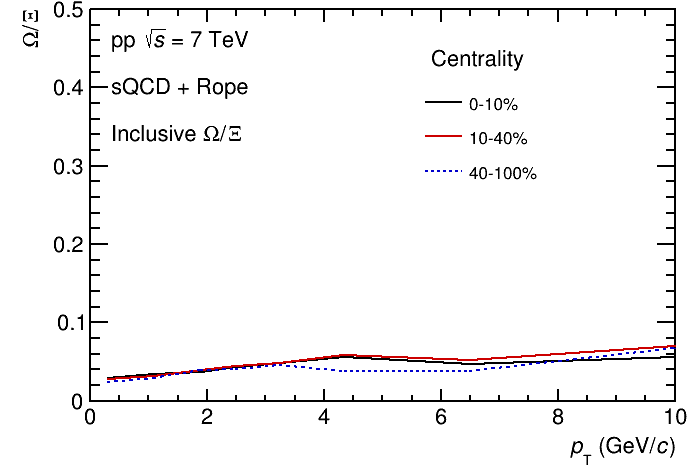 Ω/Ξ
0.5
0.4
0.3
0.2
0.1
0
pp √s = 7 TeV
sQCD + Rope
Inclusive Ω/Ξ
Centrality
0-10%
10-40%
40-100%
0 2 4 6 8 10
p_T (GeV/c)